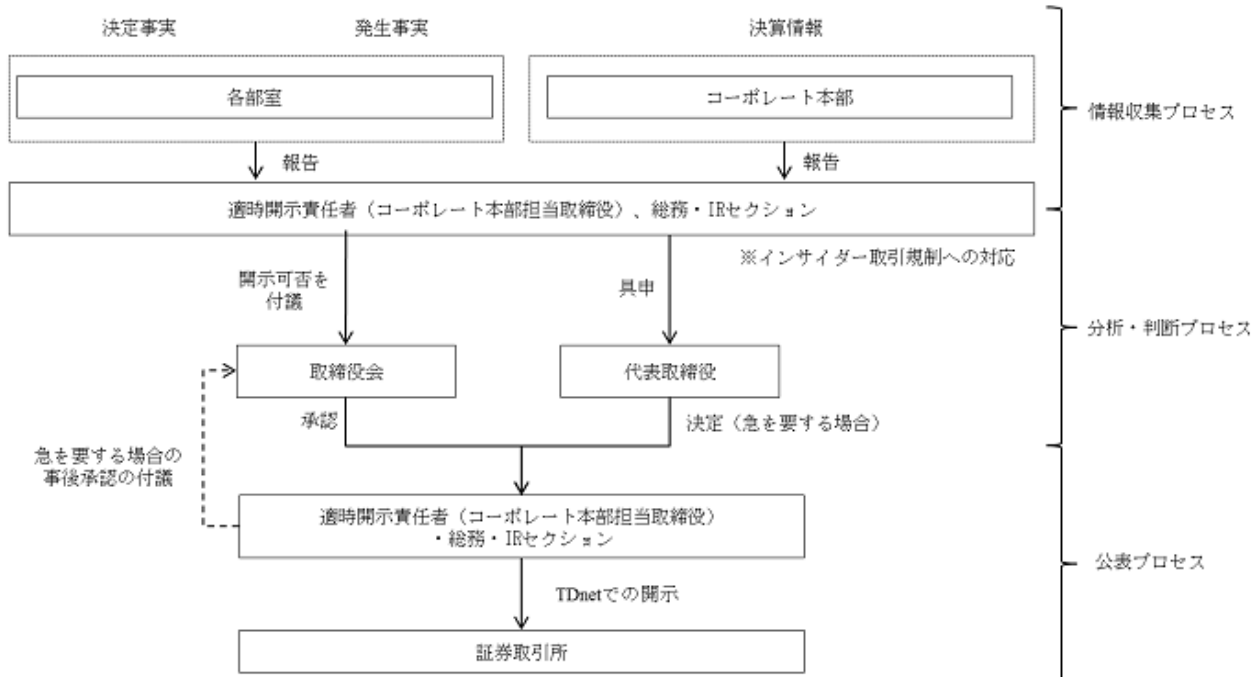 決定事実
発生事実
決算情報
各部室
コーポレート本部
情報収集プロセス
報告
報告
適時開示責任者（コーポレート本部担当取締役）、総務・IRセクション
※インサイダー取引規制への対応
開示可否を
付議
具申
分析・判断プロセス
取締役会
代表取締役
承認
決定（急を要する場合）
急を要する場合の
事後承認の付議
適時開示責任者（コーポレート本部担当取締役）
・総務・IRセクション
公表プロセス
TDnetでの開示
証券取引所